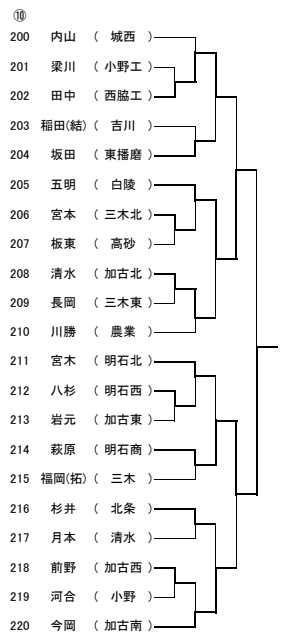 ⑩
200 内山 ( 城西 )
201 梁川 ( 小野工 )
202 田中 ( 西脇工 )
203 稲田(結) ( 吉川 )
204 坂田 ( 東播磨 )
205 五明 ( 白陵 )
206 宮本 ( 三木北 )
207 板東 ( 高砂 )
208 清水 ( 加古北 )
209 長岡 ( 三木東 )
210 川勝 ( 農業 )
211 宮木 ( 明石北 )
212 八杉 ( 明石西 )
213 岩元 ( 加古東 )
214 萩原 ( 明石商 )
215 福岡(拓) ( 三木 )
216 杉井 ( 北条 )
217 月本 ( 清水 )
218 前野 ( 加古西 )
219 河合 ( 小野 )
220 今岡 ( 加古南 )